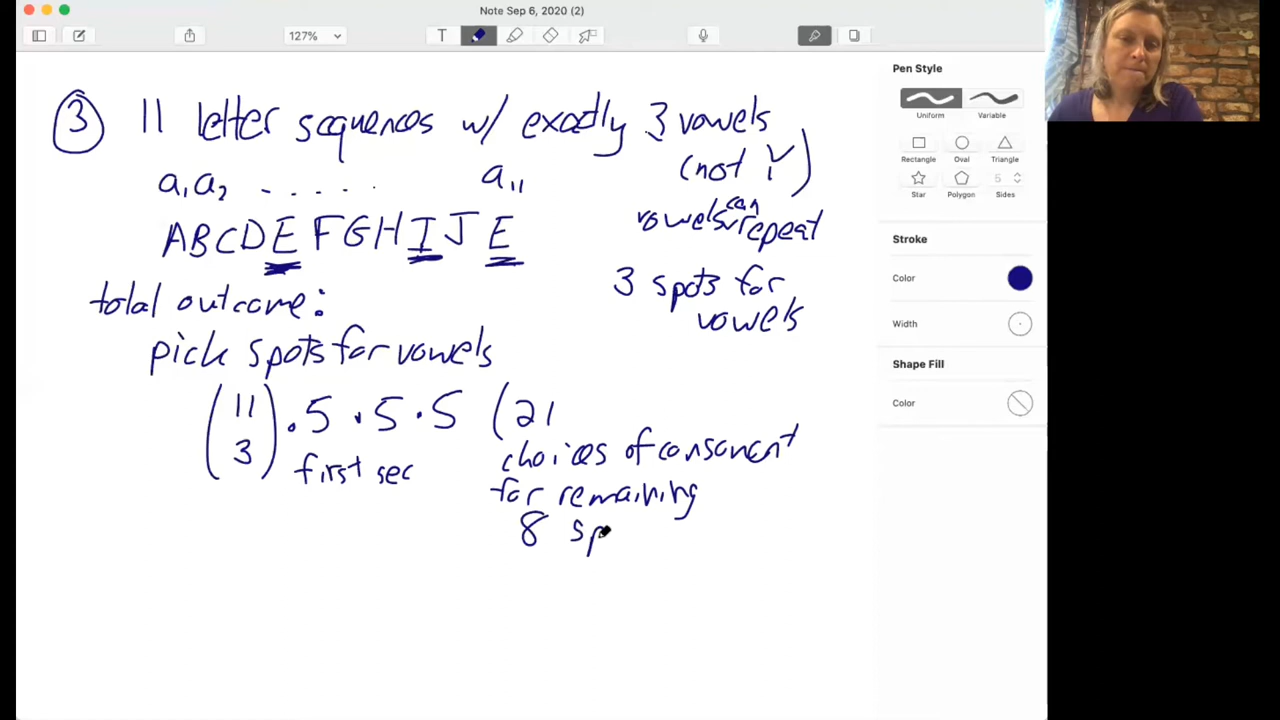 Note Sep 6, 2020 (2)
127%
T
Pen Style
Uniform
Variable
Rectangle
Oval
Triangle
Star
Polygon
5
Sides
Stroke
Color
Width
Shape Fill
Color
3 11 letter sequences w/ exactly 3 vowels
(not Y)
a1 a2 ...... a11
vowels can repeat
ABCDEFGHIJE
3 spots for
vowels
total outcome:
pick spots for vowels
(11 3) . 5 . 5 . 5 (21
first sec
choices of consonant
for remaining
8 sp